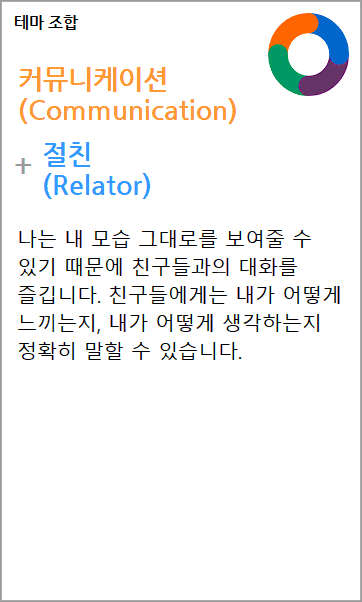 테마 조합
커뮤니케이션
(Communication)
+ 절친
(Relator)
나는 내 모습 그대로를 보여줄 수
있기 때문에 친구들과의 대화를
즐깁니다. 친구들에게는 내가 어떻게
느끼는지, 내가 어떻게 생각하는지
정확히 말할 수 있습니다.